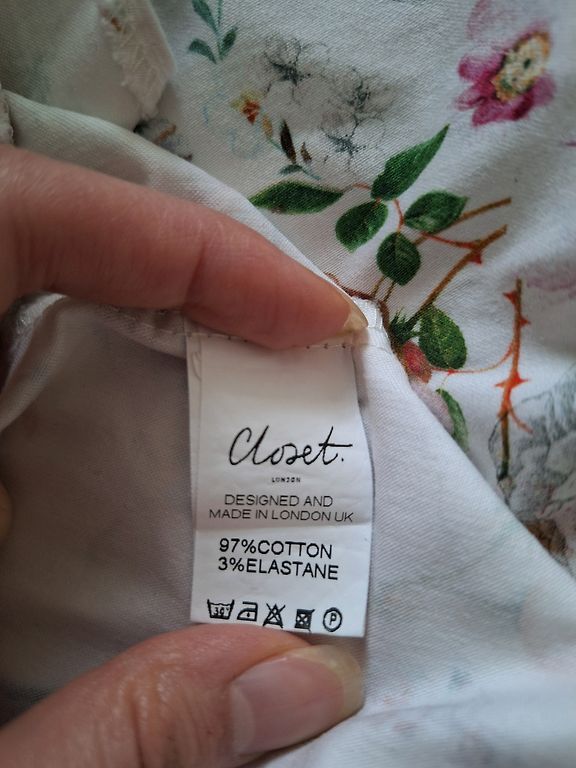 Closet.
LONDON
DESIGNED AND
MADE IN LONDON UK
97%COTTON
3%ELASTANE
30° P